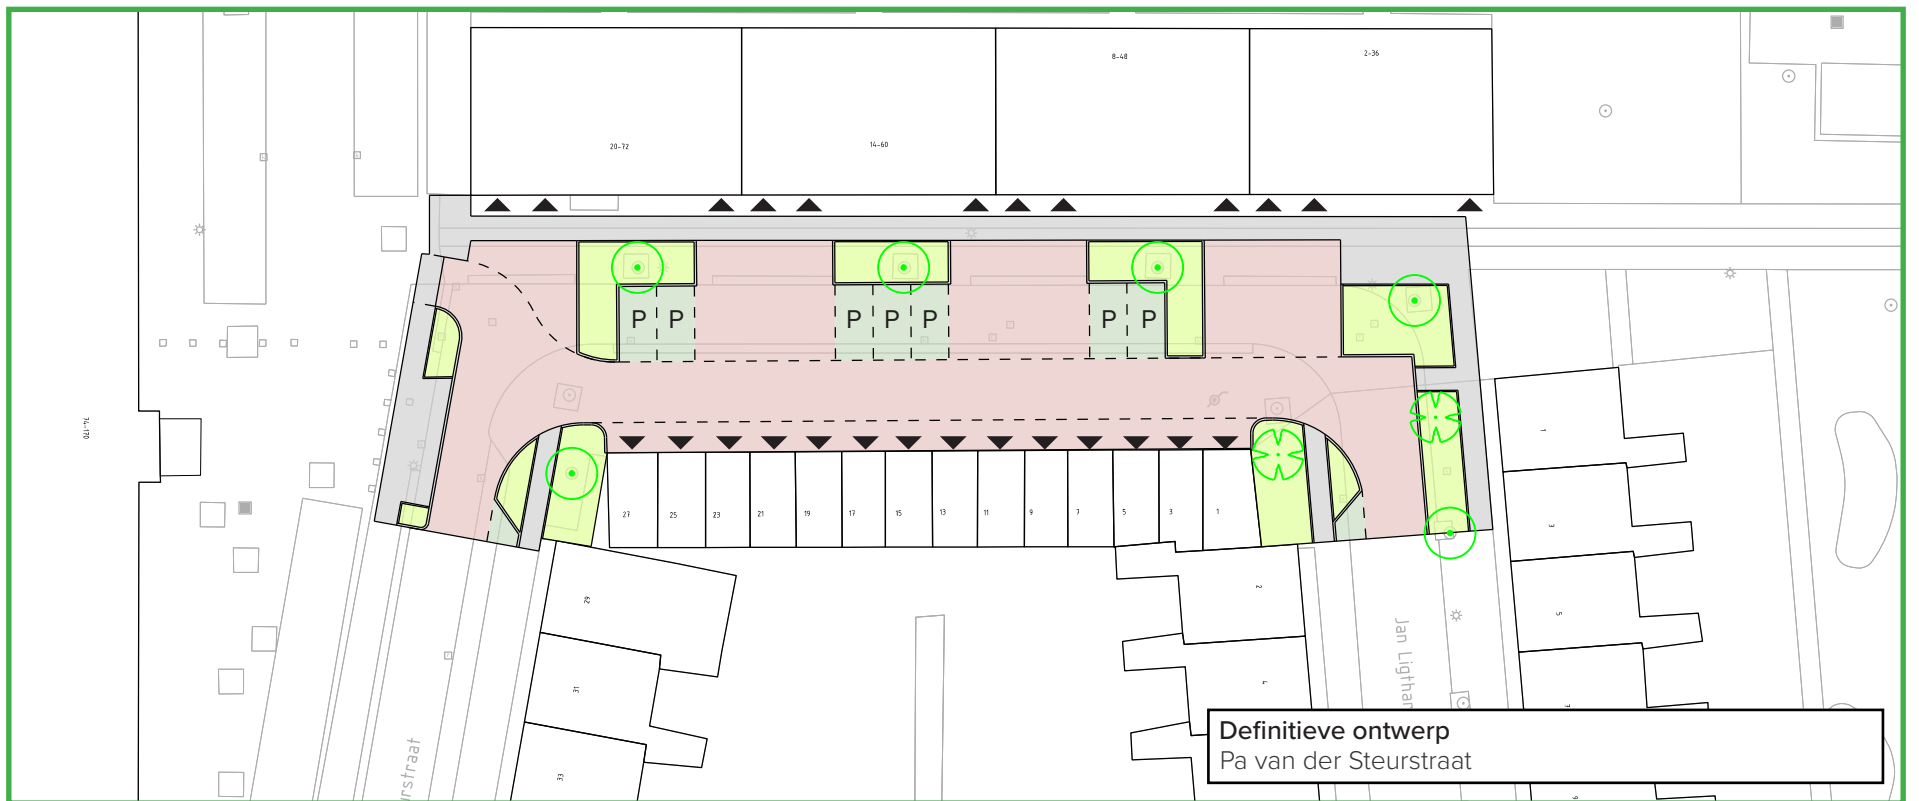 8-48
2-36
20-72
14-60
P P P P P P P
74-170
27 25 23 21 19 17 15 13 11 9 7 5 3 1
1
3
5
7
2
4
29
31
33
Jan Ligthar
rstraat
Definitieve ontwerp
Pa van der Steurstraat